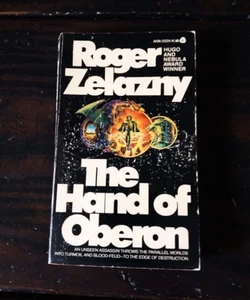 Roger
Zelazny
HUGO
AND
NEBULA
AWARD
WINNER
The
Hand of
Oberon
AN UNSEEN ASSASSIN THROWS THE PARALLEL WORLDS
INTO TURMOIL AND BLOOD-FEUD—TO THE EDGE OF DESTRUCTION.